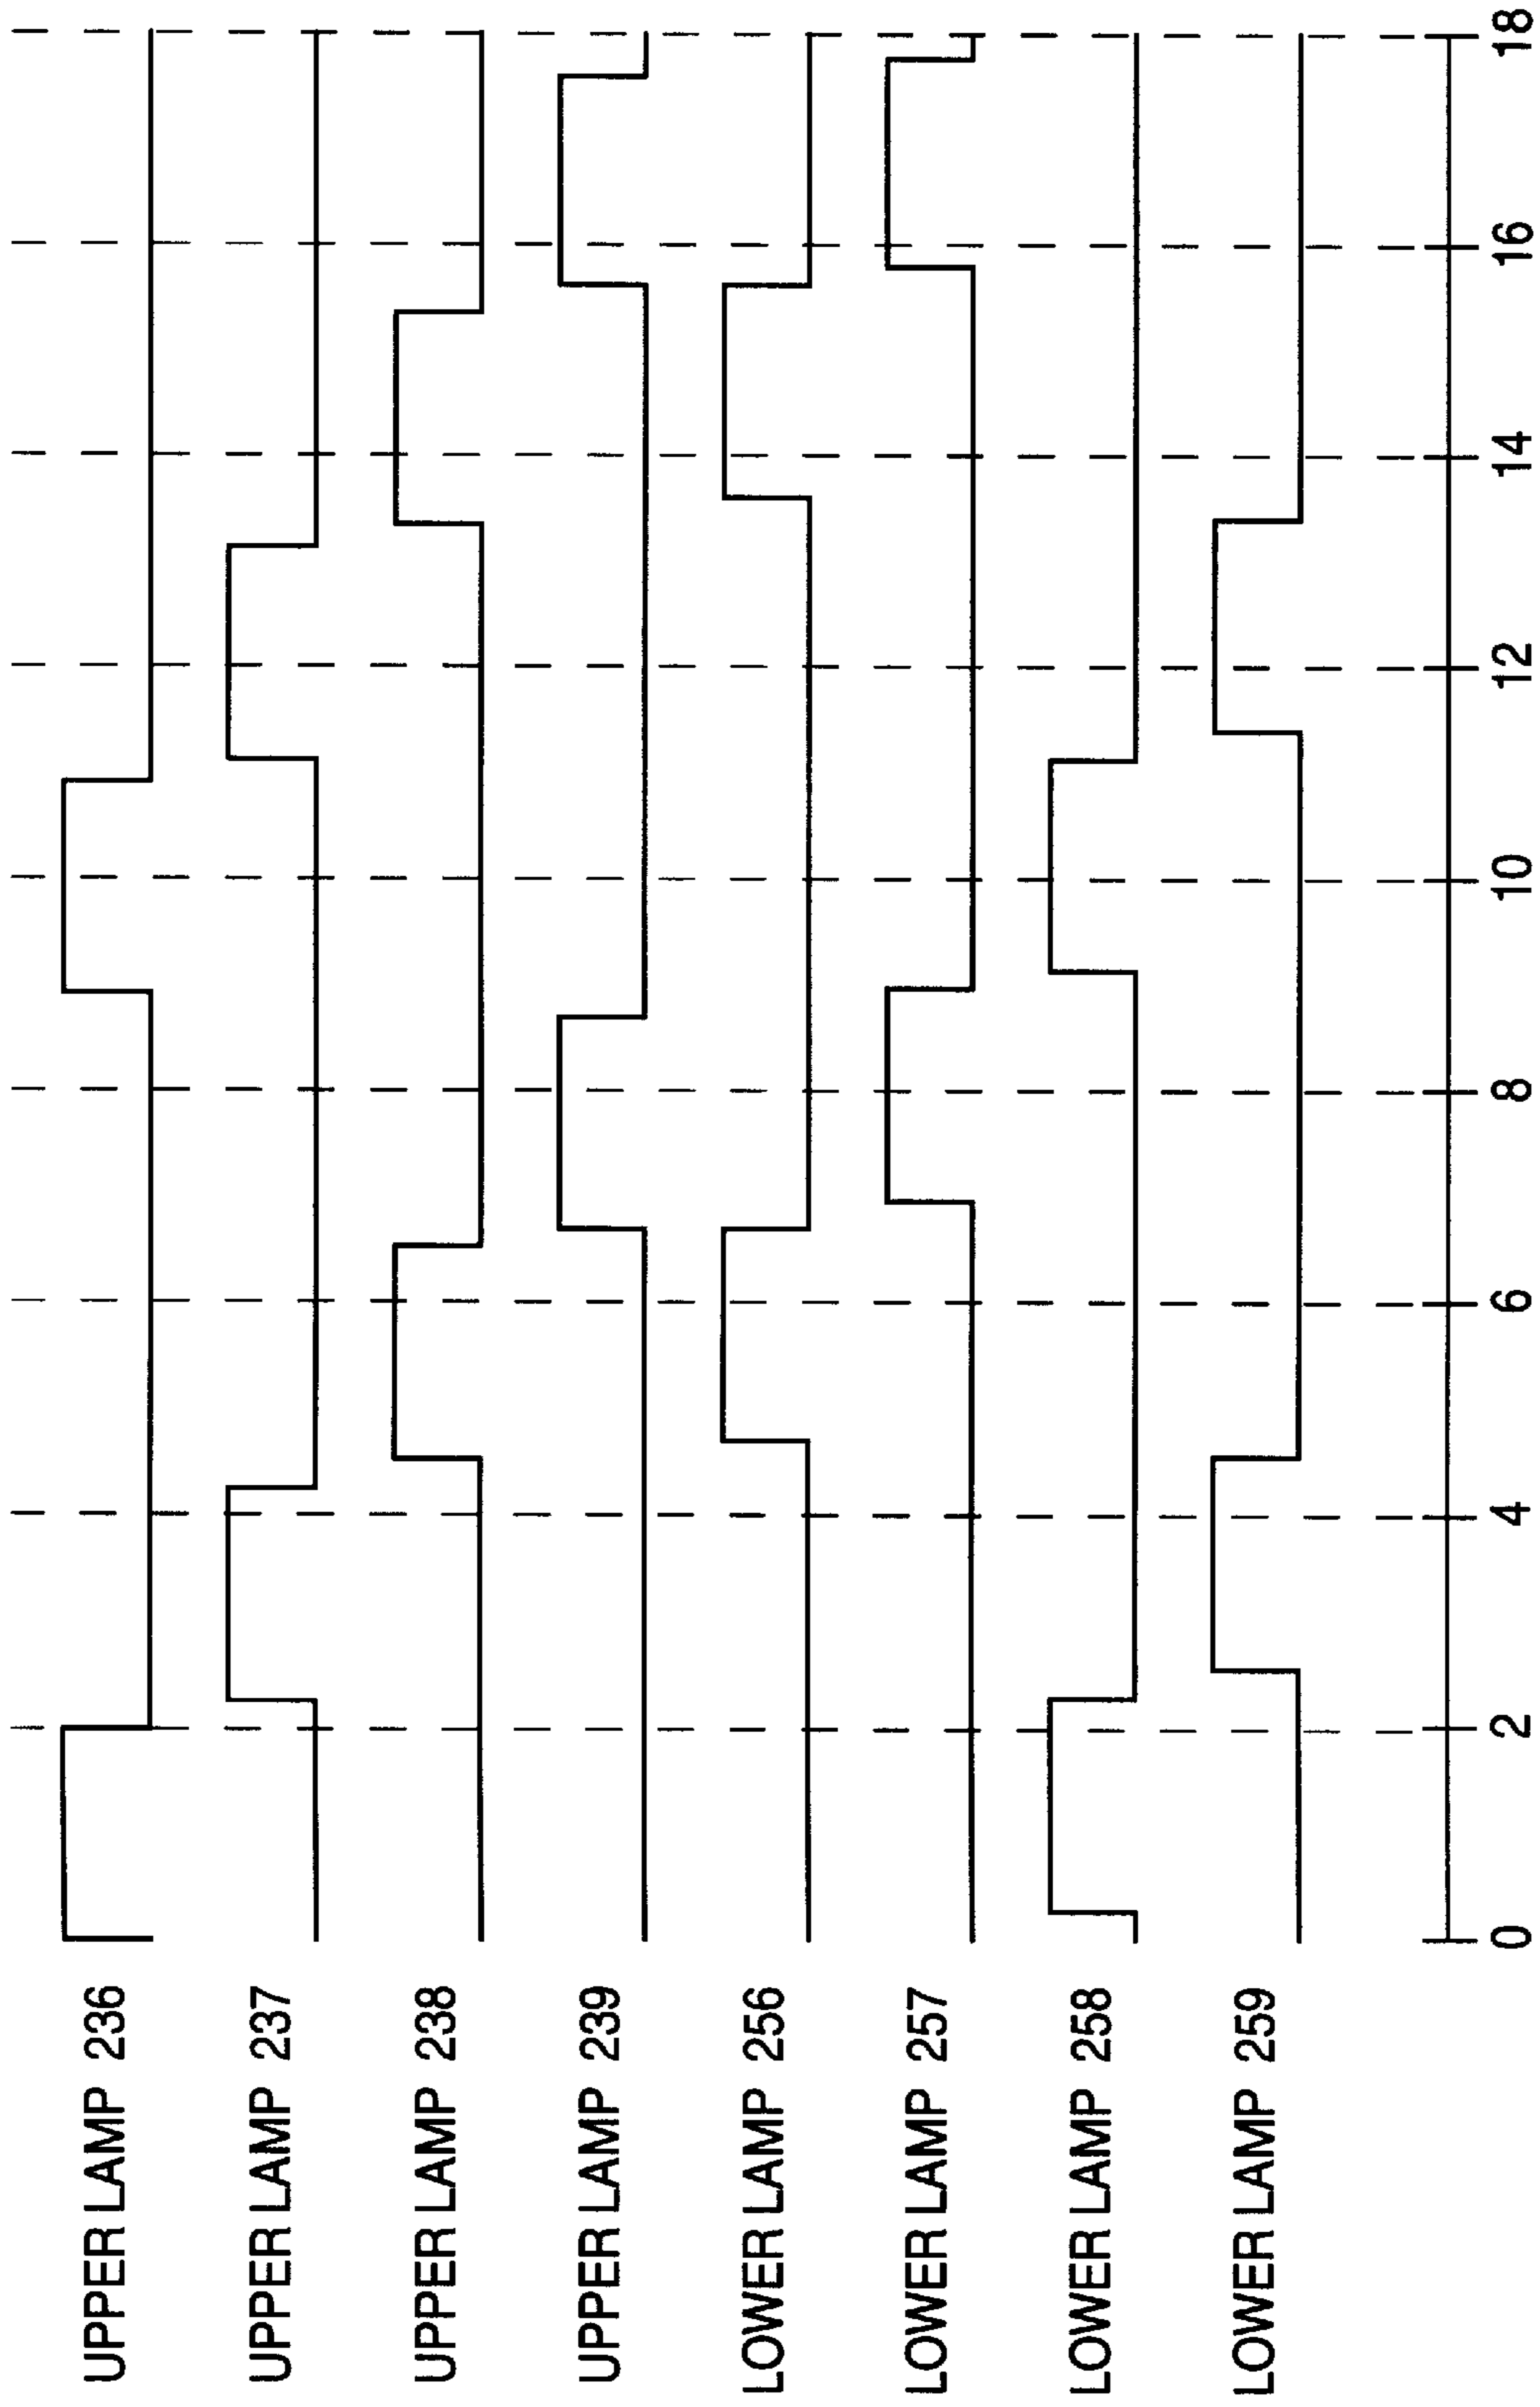 UPPER LAMP 236
UPPER LAMP 237
UPPER LAMP 238
UPPER LAMP 239
LOWER LAMP 256
LOWER LAMP 257
LOWER LAMP 258
LOWER LAMP 259
0 2 4 6 8 10 12 14 16 18